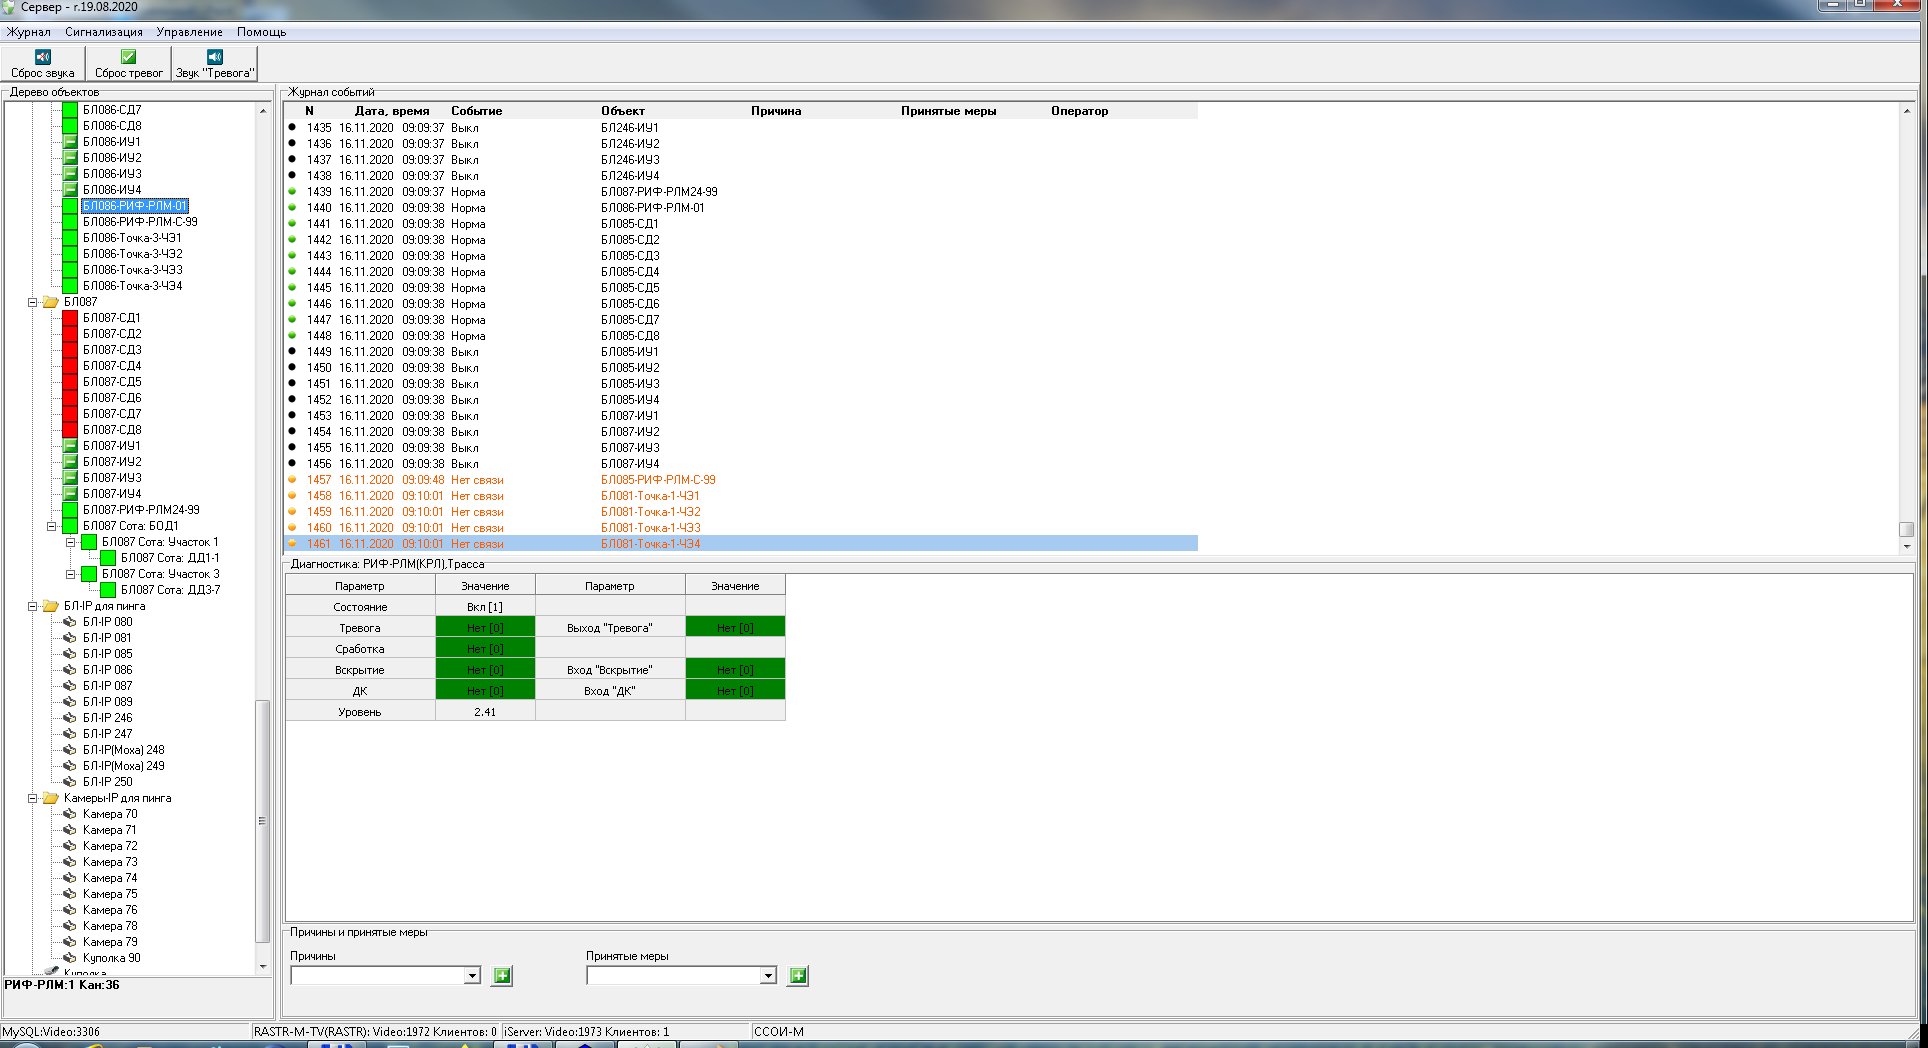 Сервер - r.19.08.2020
Журнал Сигнализация Управление Помощь
Сброс звука Сброс тревог Звук "Тревога"
Дерево объектов
БЛ086-СД7
БЛ086-СД8
БЛ086-ИУ1
БЛ086-ИУ2
БЛ086-ИУ3
БЛ086-ИУ4
БЛ086-РИФ-РЛМ-01
БЛ086-РИФ-РЛМ-С-99
БЛ086-Точка-3-ЧЭ1
БЛ086-Точка-3-ЧЭ2
БЛ086-Точка-3-ЧЭ3
БЛ086-Точка-3-ЧЭ4
БЛ087
БЛ087-СД1
БЛ087-СД2
БЛ087-СД3
БЛ087-СД4
БЛ087-СД5
БЛ087-СД6
БЛ087-СД7
БЛ087-СД8
БЛ087-ИУ1
БЛ087-ИУ2
БЛ087-ИУ3
БЛ087-ИУ4
БЛ087-РИФ-РЛМ24-99
БЛ087 Сота: БОД1
БЛ087 Сота: Участок 1
БЛ087 Сота: ДД1-1
БЛ087 Сота: Участок 3
БЛ087 Сота: ДД3-7
БЛ-IP для пинга
БЛ-IP 080
БЛ-IP 081
БЛ-IP 085
БЛ-IP 086
БЛ-IP 087
БЛ-IP 089
БЛ-IP 246
БЛ-IP 247
БЛ-IP(Моха) 248
БЛ-IP(Моха) 249
БЛ-IP 250
Камеры-IP для пинга
Камера 70
Камера 71
Камера 72
Камера 73
Камера 74
Камера 75
Камера 76
Камера 78
Камера 79
Куполка 90
Куполка
РИФ-РЛМ:1 Кан:36
Журнал событий
N Дата, время Событие Объект Причина Принятые меры Оператор
1435 16.11.2020 09:09:37 Выкл БЛ246-ИУ1
1436 16.11.2020 09:09:37 Выкл БЛ246-ИУ2
1437 16.11.2020 09:09:37 Выкл БЛ246-ИУ3
1438 16.11.2020 09:09:37 Выкл БЛ246-ИУ4
1439 16.11.2020 09:09:37 Норма БЛ087-РИФ-РЛМ24-99
1440 16.11.2020 09:09:38 Норма БЛ086-РИФ-РЛМ-01
1441 16.11.2020 09:09:38 Норма БЛ085-СД1
1442 16.11.2020 09:09:38 Норма БЛ085-СД2
1443 16.11.2020 09:09:38 Норма БЛ085-СД3
1444 16.11.2020 09:09:38 Норма БЛ085-СД4
1445 16.11.2020 09:09:38 Норма БЛ085-СД5
1446 16.11.2020 09:09:38 Норма БЛ085-СД6
1447 16.11.2020 09:09:38 Норма БЛ085-СД7
1448 16.11.2020 09:09:38 Норма БЛ085-СД8
1449 16.11.2020 09:09:38 Выкл БЛ085-ИУ1
1450 16.11.2020 09:09:38 Выкл БЛ085-ИУ2
1451 16.11.2020 09:09:38 Выкл БЛ085-ИУ3
1452 16.11.2020 09:09:38 Выкл БЛ085-ИУ4
1453 16.11.2020 09:09:38 Выкл БЛ087-ИУ1
1454 16.11.2020 09:09:38 Выкл БЛ087-ИУ2
1455 16.11.2020 09:09:38 Выкл БЛ087-ИУ3
1456 16.11.2020 09:09:38 Выкл БЛ087-ИУ4
1457 16.11.2020 09:09:48 Нет связи БЛ085-РИФ-РЛМ-С-99
1458 16.11.2020 09:10:01 Нет связи БЛ081-Точка-1-ЧЭ1
1459 16.11.2020 09:10:01 Нет связи БЛ081-Точка-1-ЧЭ2
1460 16.11.2020 09:10:01 Нет связи БЛ081-Точка-1-ЧЭ3
1461 16.11.2020 09:10:01 Нет связи БЛ081-Точка-1-ЧЭ4
Диагностика: РИФ-РЛМ(КРЛ),Трасса
Параметр Значение Параметр Значение
Состояние Вкл [1]
Тревога Нет [0] Выход "Тревога" Нет [0]
Сработка Нет [0]
Вскрытие Нет [0] Вход "Вскрытие" Нет [0]
ДК Нет [0] Вход "ДК" Нет [0]
Уровень 2.41
Причины и принятые меры
Причины Принятые меры
MySQL:Video:3306 RASTR-M-TV(RASTR): Video:1972 Клиентов: 0 iServer: Video:1973 Клиентов: 1 ССОИ-М